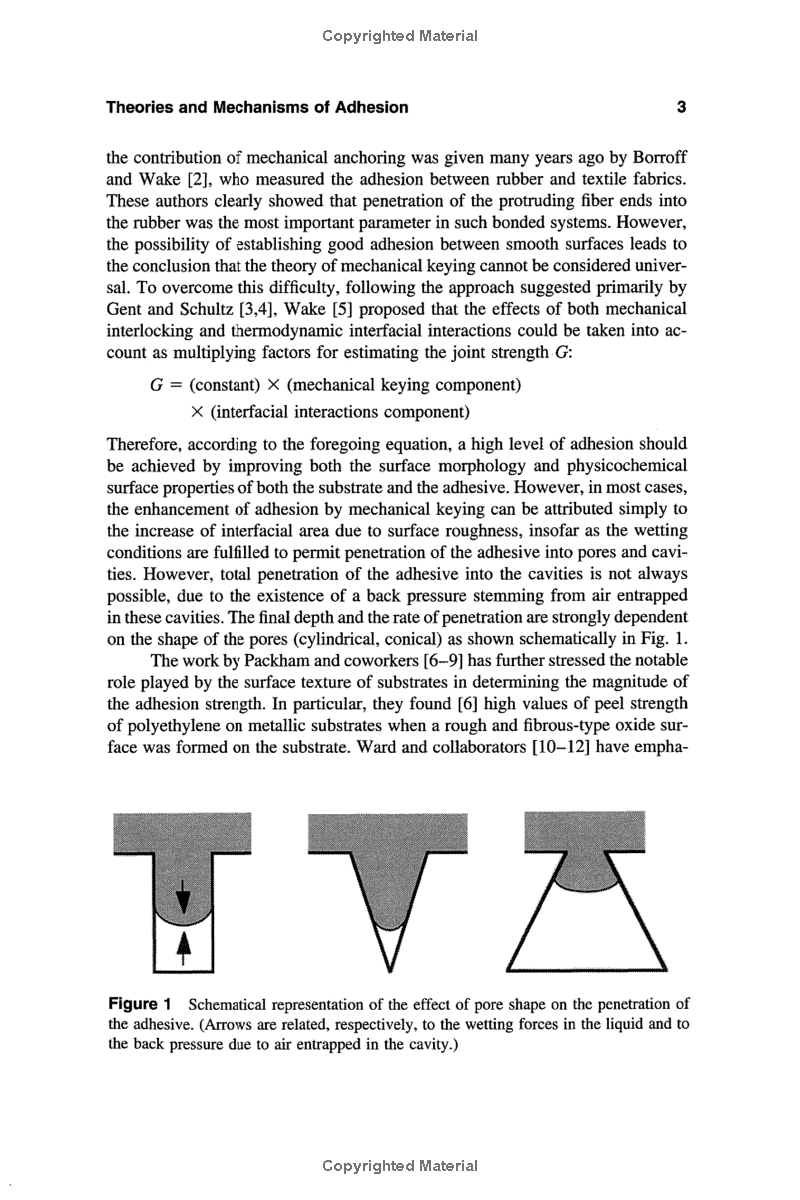 Copyrighted Material
Theories and Mechanisms of Adhesion 3
the contribution of mechanical anchoring was given many years ago by Borroff
and Wake [2], who measured the adhesion between rubber and textile fabrics.
These authors clearly showed that penetration of the protruding fiber ends into
the rubber was the most important parameter in such bonded systems. However,
the possibility of establishing good adhesion between smooth surfaces leads to
the conclusion that the theory of mechanical keying cannot be considered univer-
sal. To overcome this difficulty, following the approach suggested primarily by
Gent and Schultz [3,4], Wake [5] proposed that the effects of both mechanical
interlocking and thermodynamic interfacial interactions could be taken into ac-
count as multiplying factors for estimating the joint strength G:
G = (constant) × (mechanical keying component)
× (interfacial interactions component)
Therefore, according to the foregoing equation, a high level of adhesion should
be achieved by improving both the surface morphology and physicochemical
surface properties of both the substrate and the adhesive. However, in most cases,
the enhancement of adhesion by mechanical keying can be attributed simply to
the increase of interfacial area due to surface roughness, insofar as the wetting
conditions are fulfilled to permit penetration of the adhesive into pores and cavi-
ties. However, total penetration of the adhesive into the cavities is not always
possible, due to the existence of a back pressure stemming from air entrapped
in these cavities. The final depth and the rate of penetration are strongly dependent
on the shape of the pores (cylindrical, conical) as shown schematically in Fig. 1.
The work by Packham and coworkers [6–9] has further stressed the notable
role played by the surface texture of substrates in determining the magnitude of
the adhesion strength. In particular, they found [6] high values of peel strength
of polyethylene on metallic substrates when a rough and fibrous-type oxide sur-
face was formed on the substrate. Ward and collaborators [10–12] have empha-
Figure 1 Schematical representation of the effect of pore shape on the penetration of
the adhesive. (Arrows are related, respectively, to the wetting forces in the liquid and to
the back pressure due to air entrapped in the cavity.)
Copyrighted Material